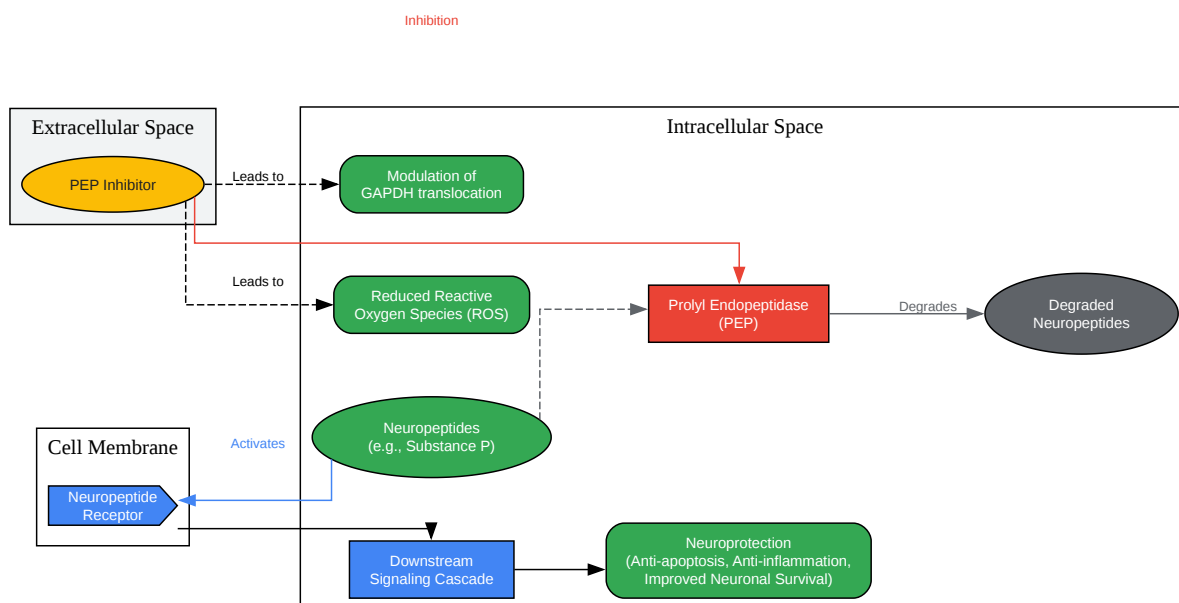 Inhibition
Extracellular Space
Intracellular Space
PEP Inhibitor
Leads to
Modulation of
GAPDH translocation
Leads to
Reduced Reactive
Oxygen Species (ROS)
Prolyl Endopeptidase
(PEP)
Degrades
Degraded
Neuropeptides
Neuropeptides
(e.g., Substance P)
Activates
Cell Membrane
Neuropeptide
Receptor
Downstream
Signaling Cascade
Neuroprotection
(Anti-apoptosis, Anti-inflammation,
Improved Neuronal Survival)